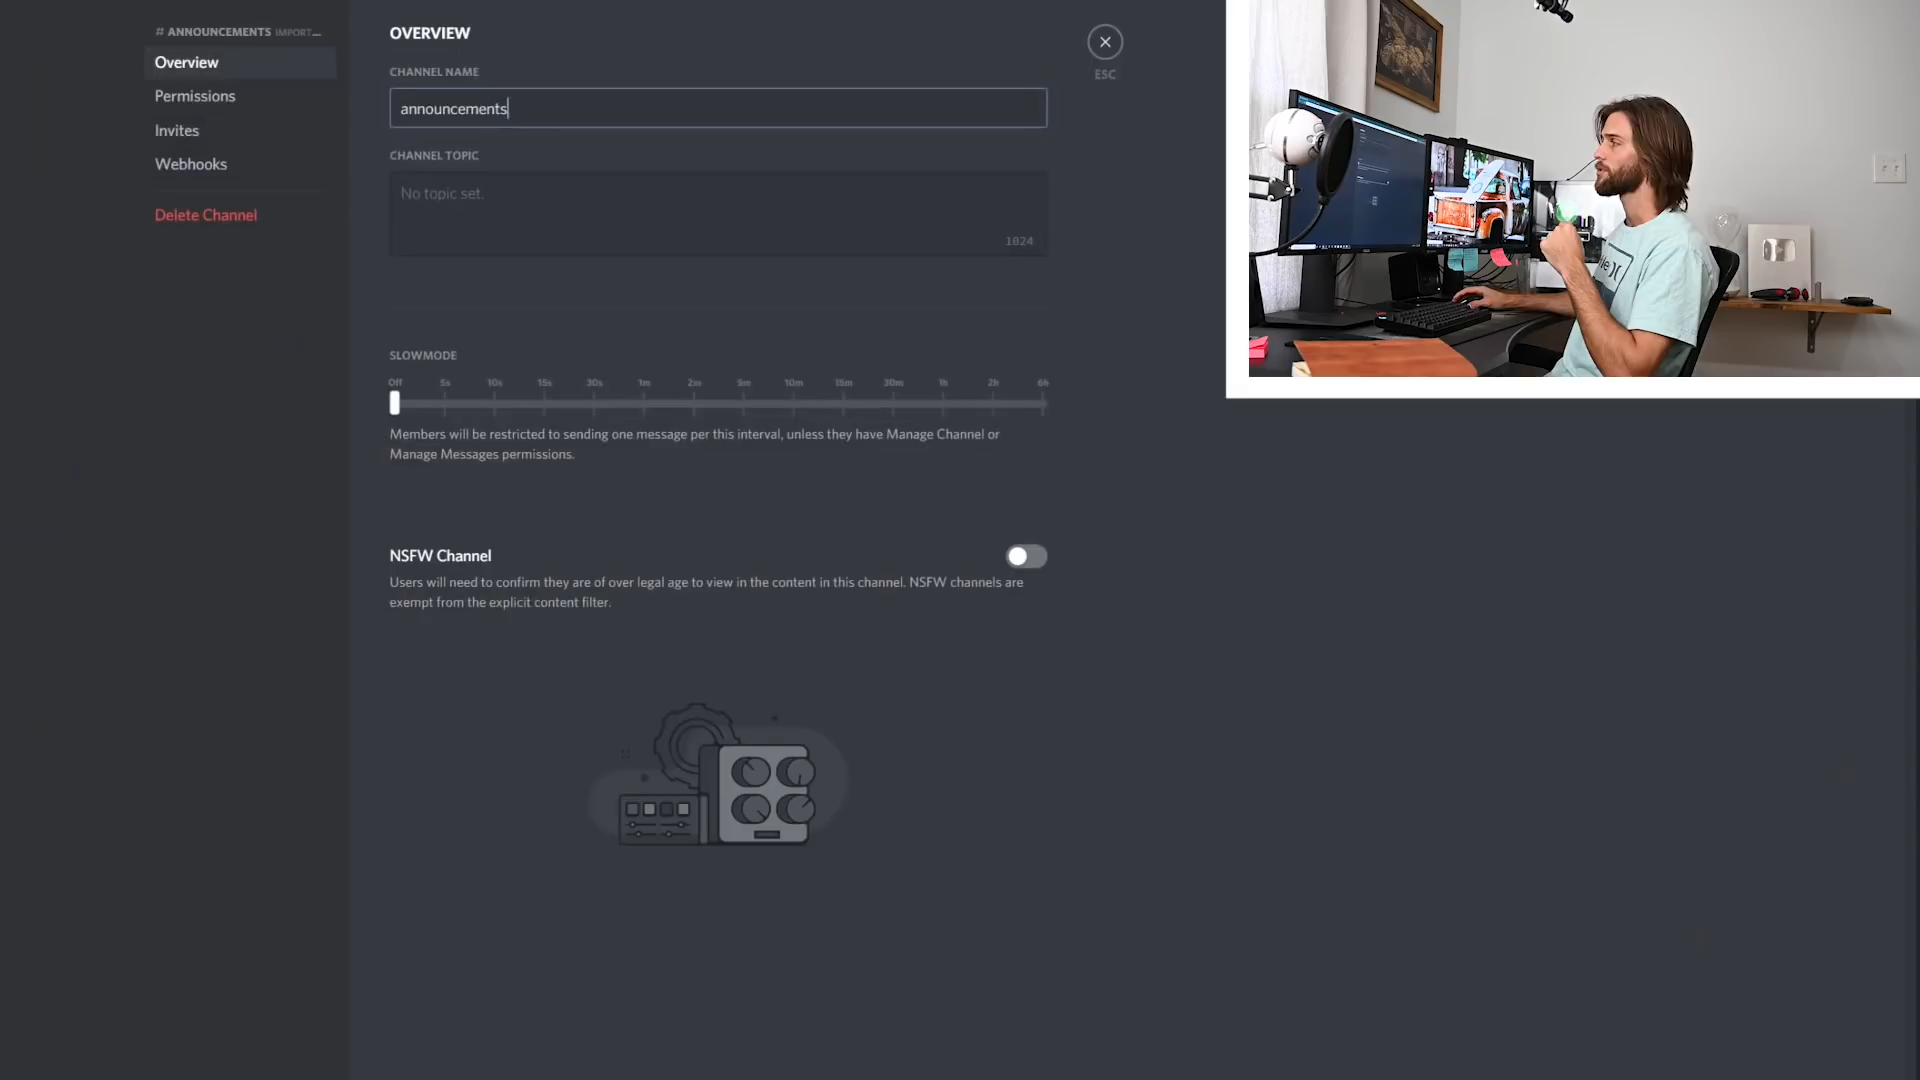 # ANNOUNCEMENTS IMPORT...
Overview
Permissions
Invites
Webhooks
Delete Channel
OVERVIEW
ESC
CHANNEL NAME
announcements
CHANNEL TOPIC
No topic set.
1024
SLOWMODE
Off 5s 10s 15s 30s 1m 2m 5m 10m 15m 30m 1h 2h 6h
Members will be restricted to sending one message per this interval, unless they have Manage Channel or
Manage Messages permissions.
NSFW Channel
Users will need to confirm they are of over legal age to view in the content in this channel. NSFW channels are
exempt from the explicit content filter.